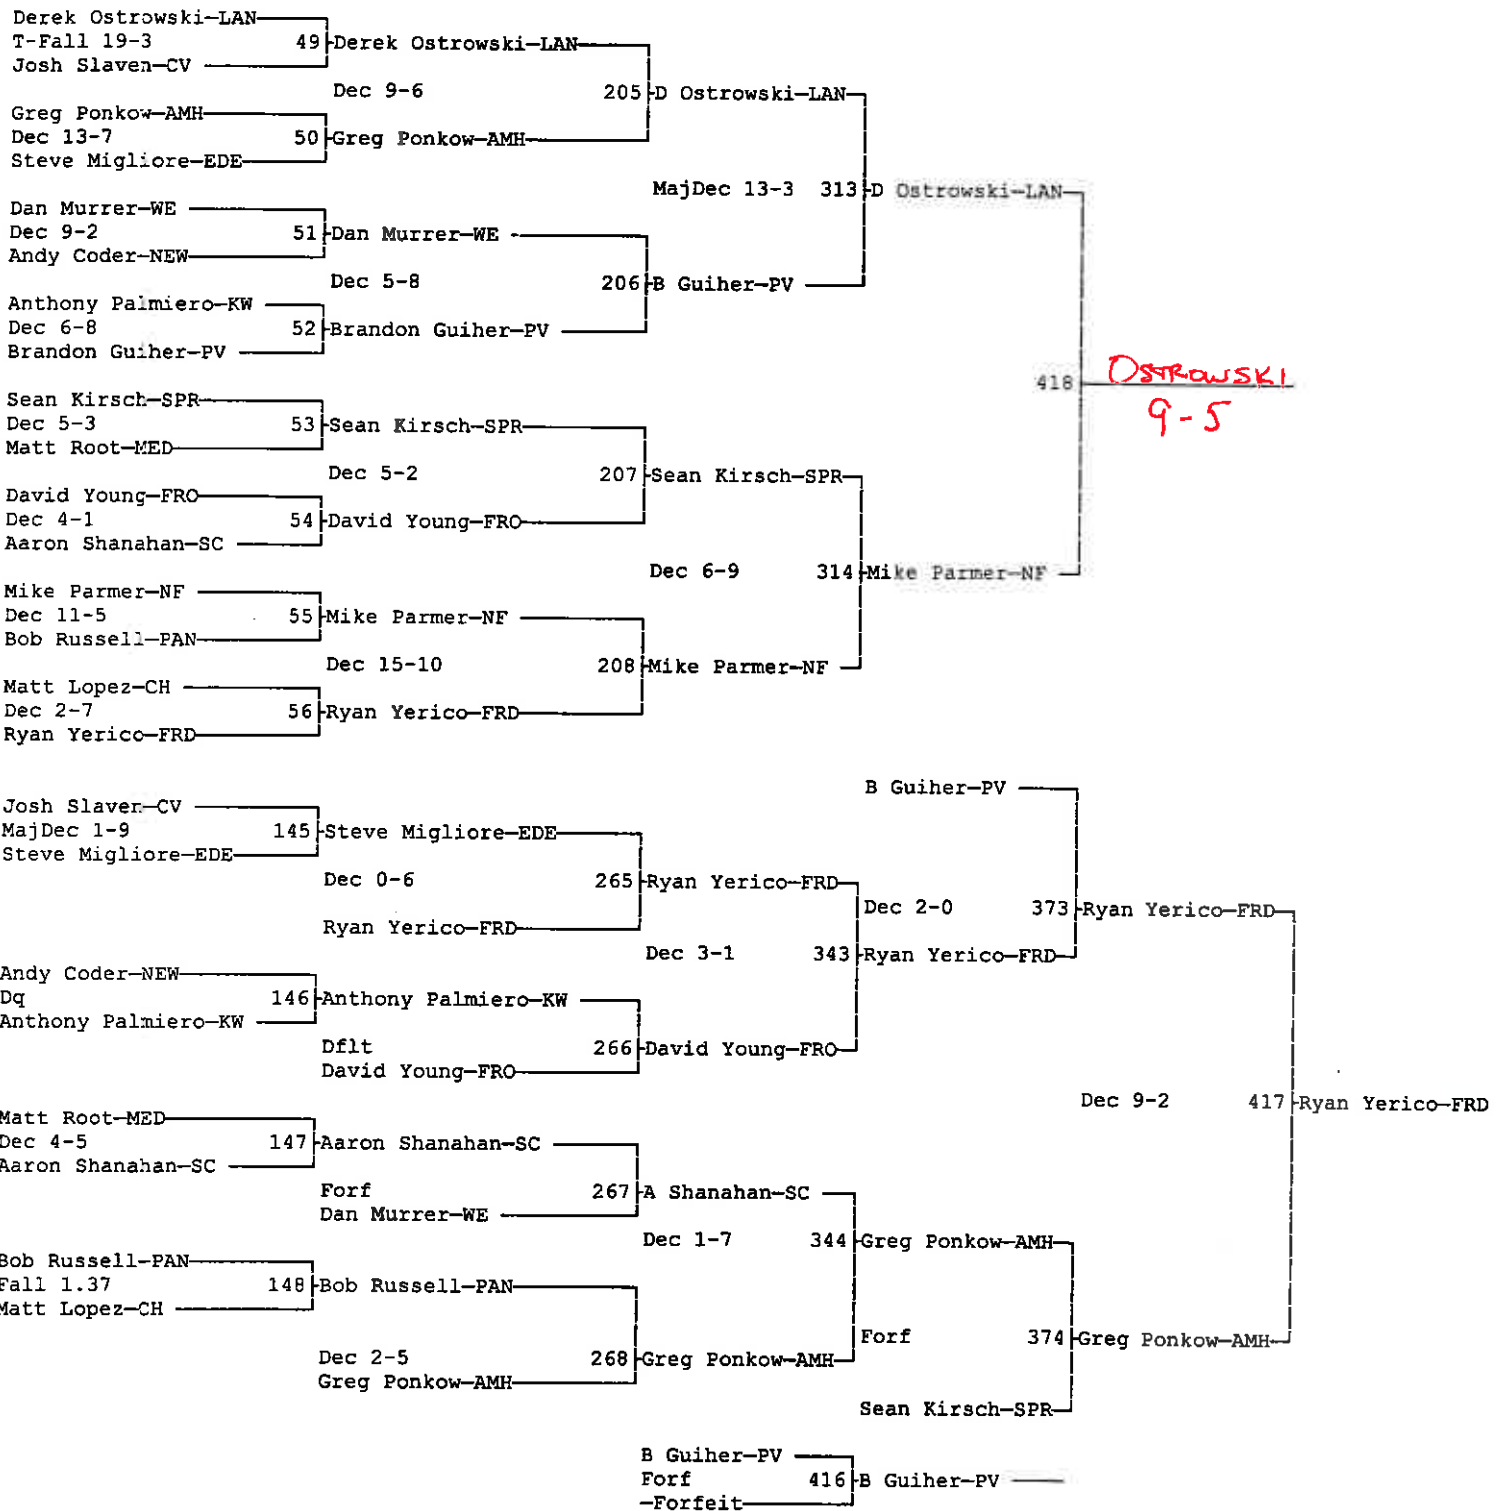 Derek Ostrowski-LAN
T-Fall 19-3 49 Derek Ostrowski-LAN
Josh Slaven-CV
Dec 9-6 205 D Ostrowski-LAN
Greg Ponkow-AMH
Dec 13-7 50 Greg Ponkow-AMH
Steve Migliore-EDE
MajDec 13-3 313 D Ostrowski-LAN
Dan Murrer-WE
Dec 9-2 51 Dan Murrer-WE
Andy Coder-NEW
Dec 5-8 206 B Guiher-PV
Anthony Palmiero-KW
Dec 6-8 52 Brandon Guiher-PV
Brandon Guiher-PV
418 OSTROWSKI
9-5
Sean Kirsch-SPR
Dec 5-3 53 Sean Kirsch-SPR
Matt Root-MED
Dec 5-2 207 Sean Kirsch-SPR
David Young-FRO
Dec 4-1 54 David Young-FRO
Aaron Shanahan-SC
Dec 6-9 314 Mike Parmer-NF
Mike Parmer-NF
Dec 11-5 55 Mike Parmer-NF
Bob Russell-PAN
Dec 15-10 208 Mike Parmer-NF
Matt Lopez-CH
Dec 2-7 56 Ryan Yerico-FRD
Ryan Yerico-FRD
B Guiher-PV
Josh Slaven-CV
MajDec 1-9 145 Steve Migliore-EDE
Steve Migliore-EDE
Dec 0-6 265 Ryan Yerico-FRD
Dec 2-0 373 Ryan Yerico-FRD
Ryan Yerico-FRD
Dec 3-1 343 Ryan Yerico-FRD
Andy Coder-NEW
Dq 146 Anthony Palmiero-KW
Anthony Palmiero-KW
Dflt 266 David Young-FRO
David Young-FRO
Dec 9-2 417 Ryan Yerico-FRD
Matt Root-MED
Dec 4-5 147 Aaron Shanahan-SC
Aaron Shanahan-SC
Forf 267 A Shanahan-SC
Dan Murrer-WE
Dec 1-7 344 Greg Ponkow-AMH
Bob Russell-PAN
Fall 1.37 148 Bob Russell-PAN
Matt Lopez-CH
Forf 374 Greg Ponkow-AMH
Dec 2-5 268 Greg Ponkow-AMH
Greg Ponkow-AMH
Sean Kirsch-SPR
B Guiher-PV
Forf 416 B Guiher-PV
-Forfeit